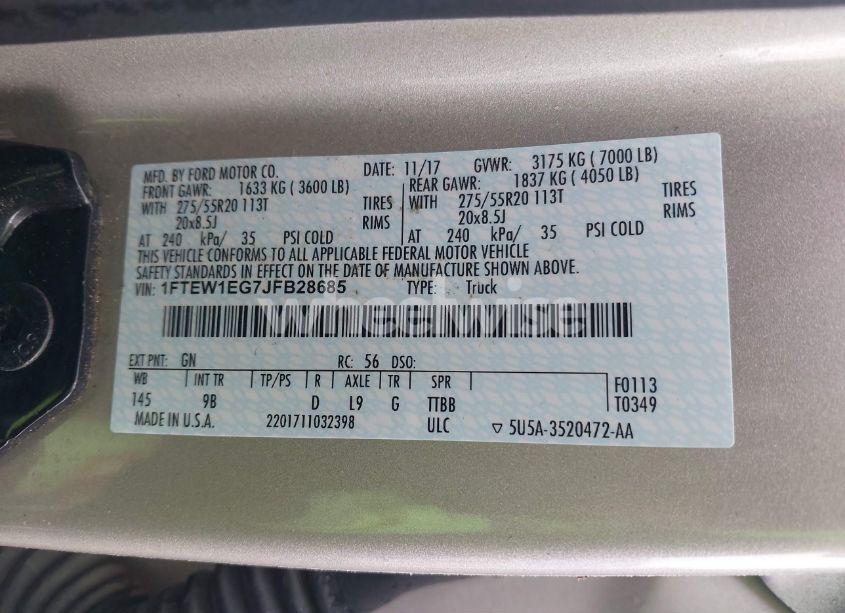 MFD. BY FORD MOTOR CO. DATE: 11/17 GVWR: 3175 KG ( 7000 LB)
FRONT GAWR: 1633 KG ( 3600 LB) REAR GAWR: 1837 KG ( 4050 LB)
WITH 275/55R20 113T TIRES WITH 275/55R20 113T TIRES
20x8.5J RIMS 20x8.5J RIMS
AT 240 kPa/ 35 PSI COLD AT 240 kPa/ 35 PSI COLD
THIS VEHICLE CONFORMS TO ALL APPLICABLE FEDERAL MOTOR VEHICLE
SAFETY STANDARDS IN EFFECT ON THE DATE OF MANUFACTURE SHOWN ABOVE.
VIN: 1FTEW1EG7JFB28685 TYPE: Truck
wheelwise
EXT PNT: GN RC: 56 DSO:
WB INT TR TP/PS R AXLE TR SPR F0113
145 9B D L9 G TTBB T0349
MADE IN U.S.A. 2201711032398 ULC ▽ 5U5A-3520472-AA